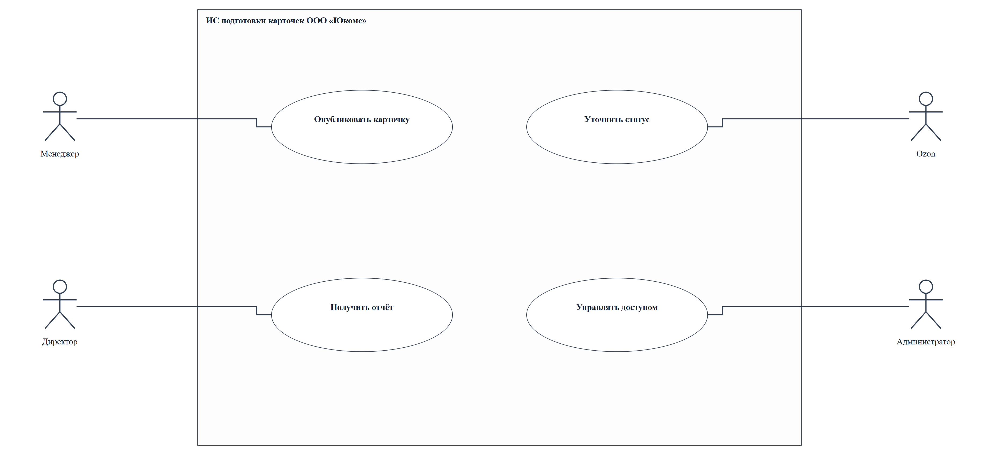 ИС подготовки карточек ООО «Юкомс»
Опубликовать карточку
Уточнить статус
Менеджер
Ozon
Получить отчёт
Управлять доступом
Директор
Администратор